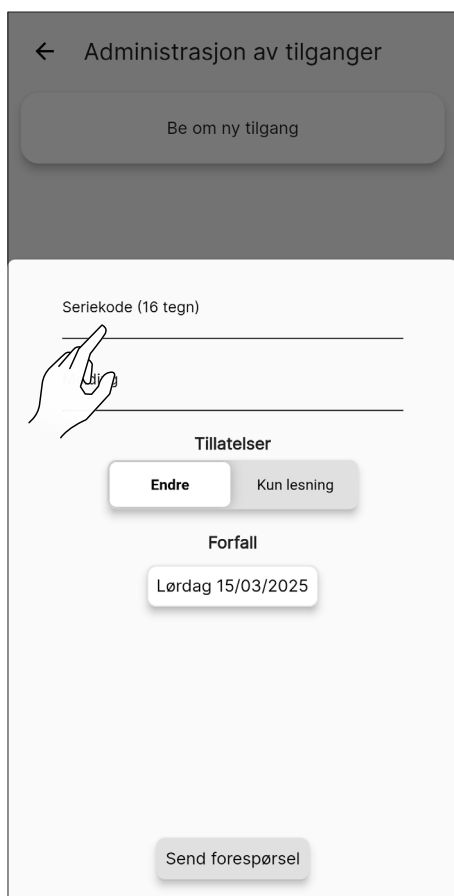 Administrasjon av tilganger
Be om ny tilgang
Seriekode (16 tegn)
Tillatelser
Endre Kun lesning
Forfall
Lørdag 15/03/2025
Send forespørsel